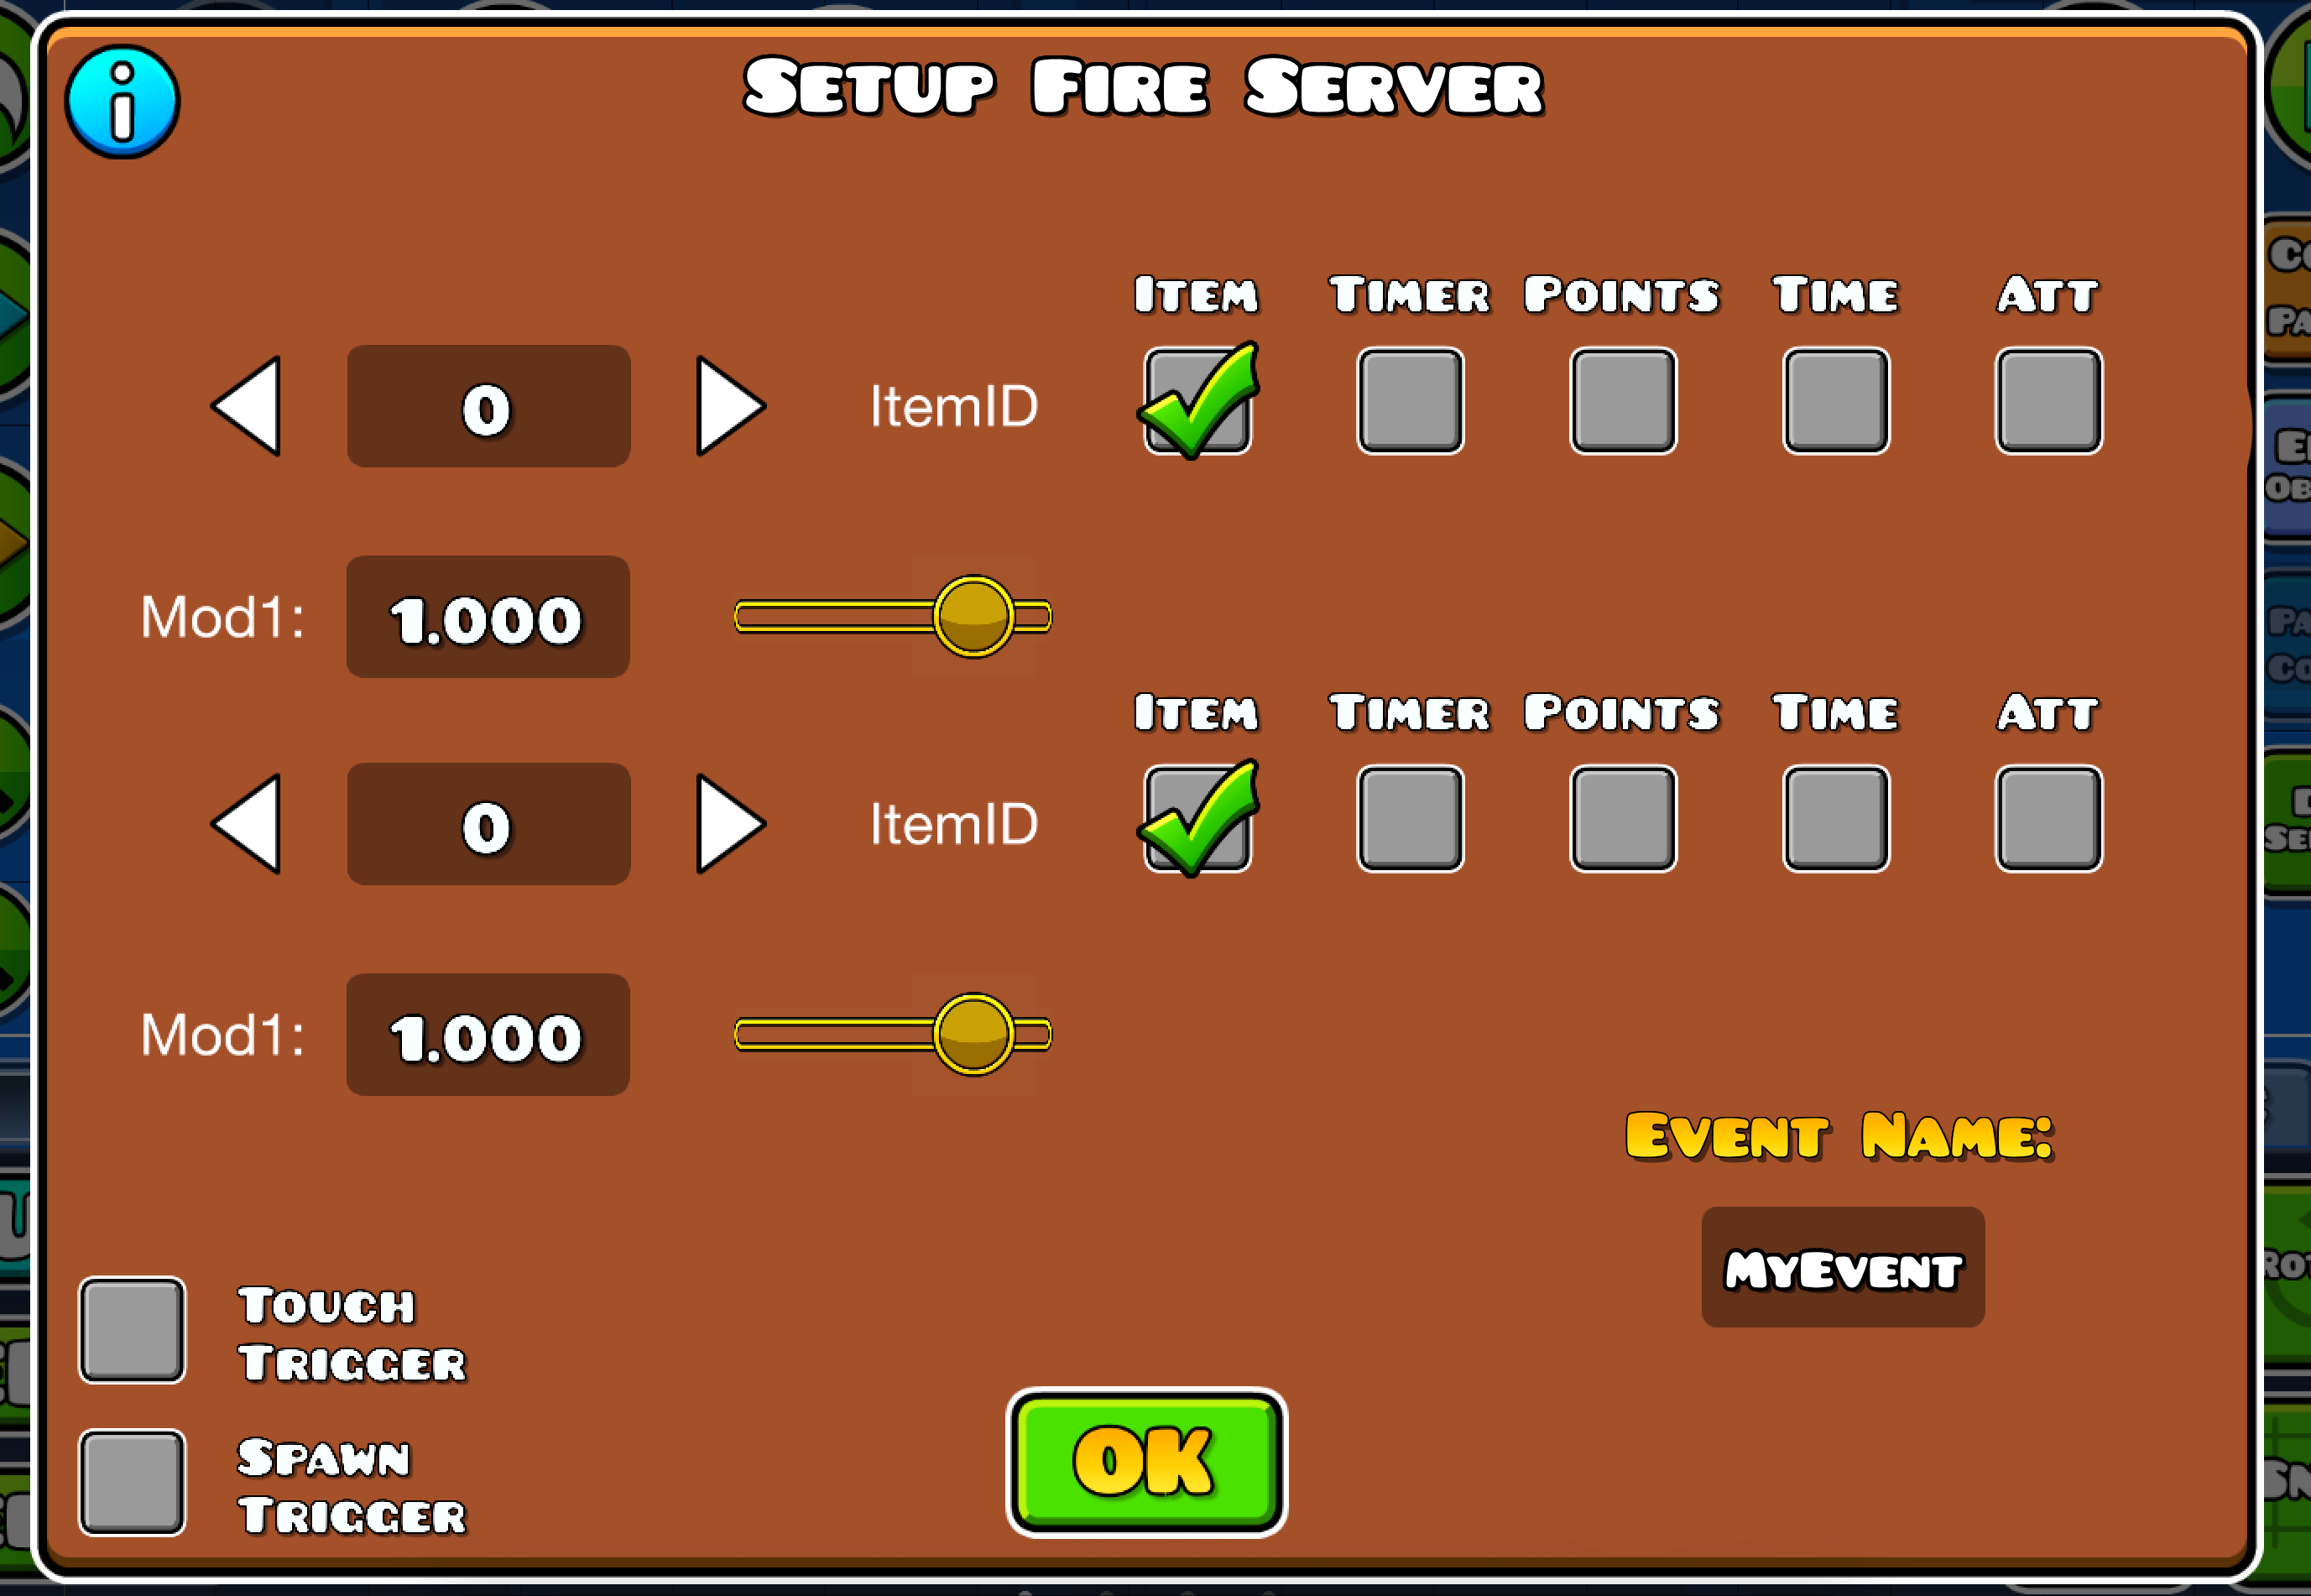 i
Setup Fire Server
Item Timer Points Time Att
0 ItemID
Mod1: 1.000
Item Timer Points Time Att
0 ItemID
Mod1: 1.000
Event Name:
MyEvent
Touch
Trigger
Spawn
Trigger
OK